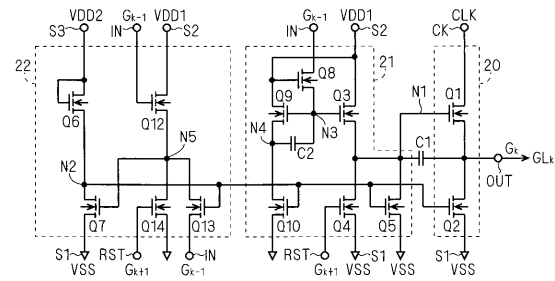 VDD2 Gk-1 VDD1 Gk-1 VDD1 CLK
S3 IN S2 IN S2 CK
22 21 20
Q8
Q6 Q12 Q9 Q3 N1 Q1
N4 N3
N5 C2 C1 Gk
GLk
N2 OUT
Q7 Q14 Q13 Q10 Q4 Q5 Q2
S1 RST IN RST S1 S1
VSS Gk+1 Gk-1 Gk+1 VSS VSS VSS